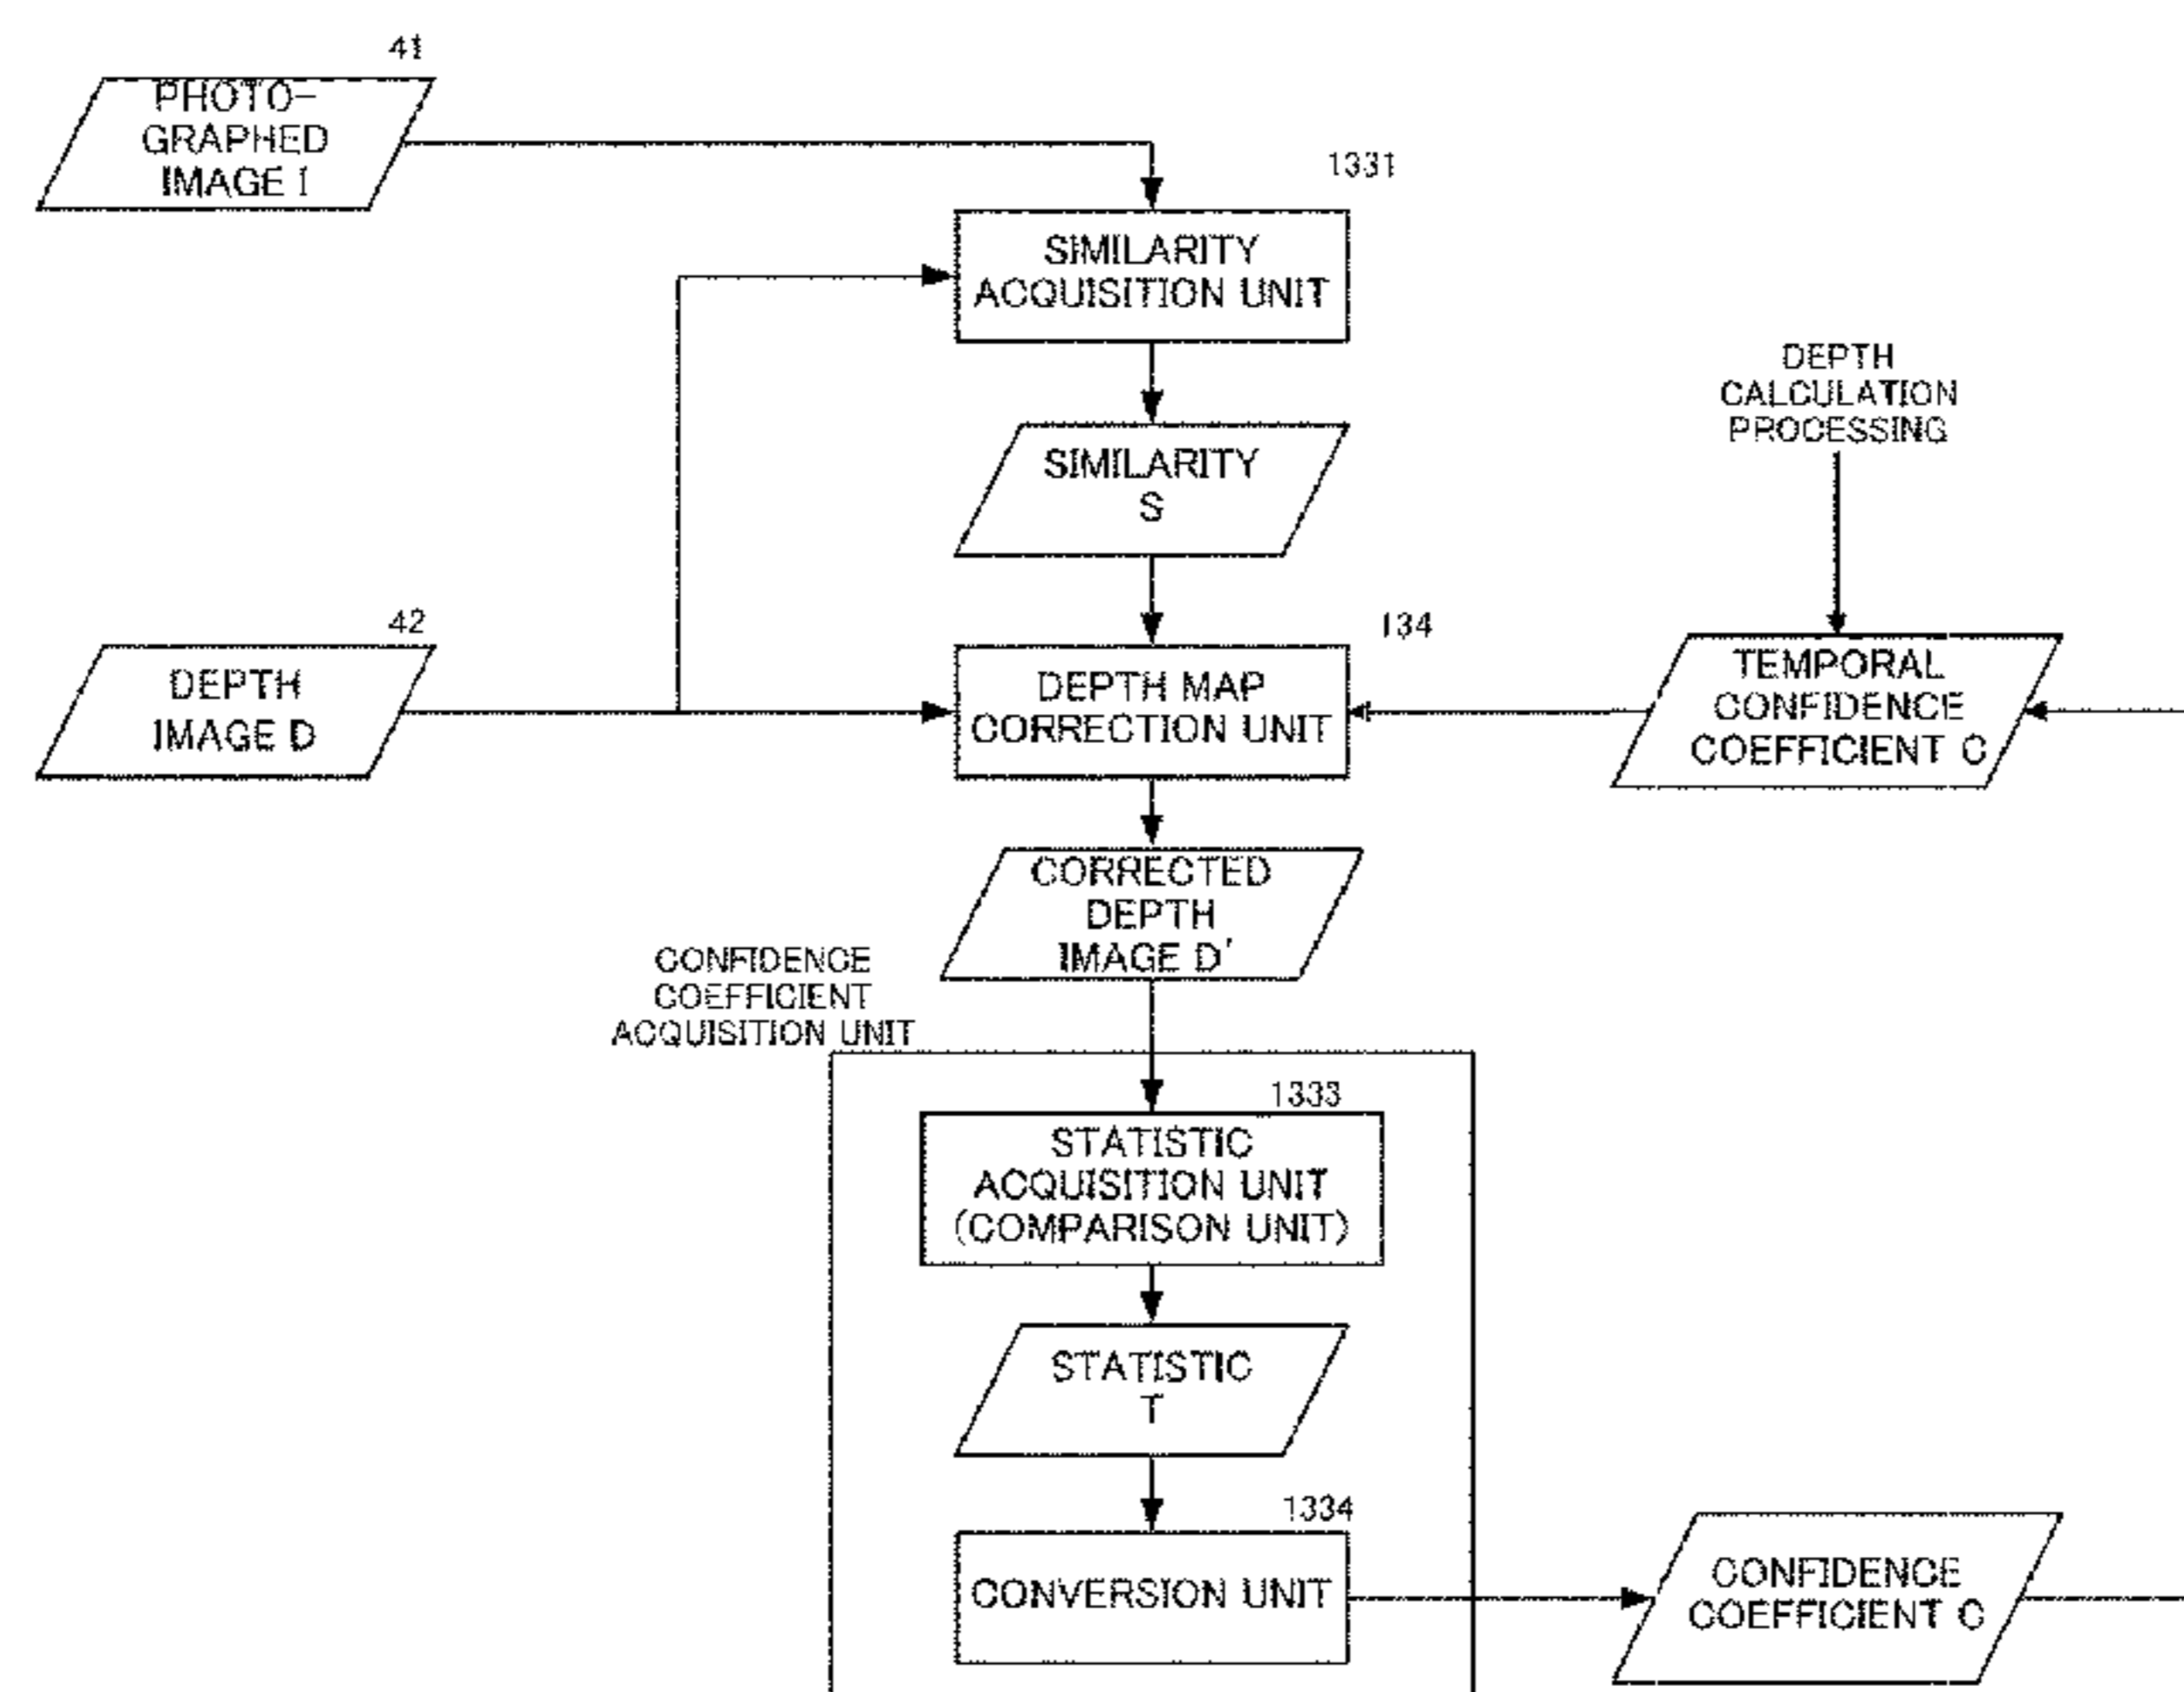 41
PHOTO-
GRAPHED
IMAGE I
1331
SIMILARITY
ACQUISITION UNIT
SIMILARITY
S
DEPTH
CALCULATION
PROCESSING
42
DEPTH
IMAGE D
134
DEPTH MAP
CORRECTION UNIT
TEMPORAL
CONFIDENCE
COEFFICIENT C
CORRECTED
DEPTH
IMAGE D'
CONFIDENCE
COEFFICIENT
ACQUISITION UNIT
1333
STATISTIC
ACQUISITION UNIT
(COMPARISON UNIT)
STATISTIC
T
1334
CONVERSION UNIT
CONFIDENCE
COEFFICIENT C